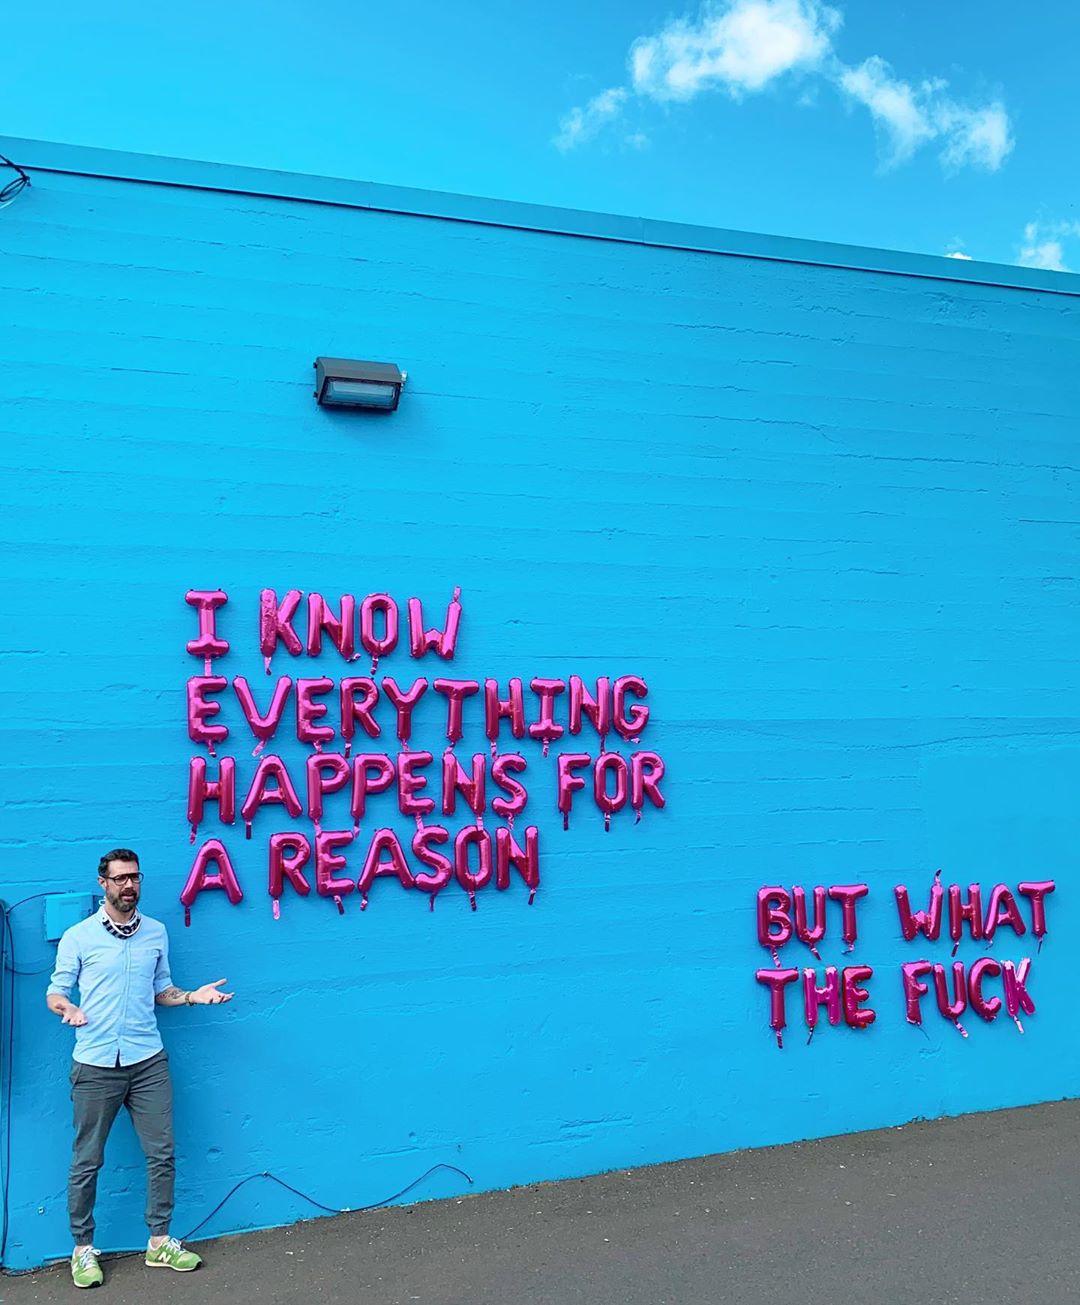 I KNOW
EVERYTHING
HAPPENS FOR
A REASON
BUT WHAT
THE FUCK
N